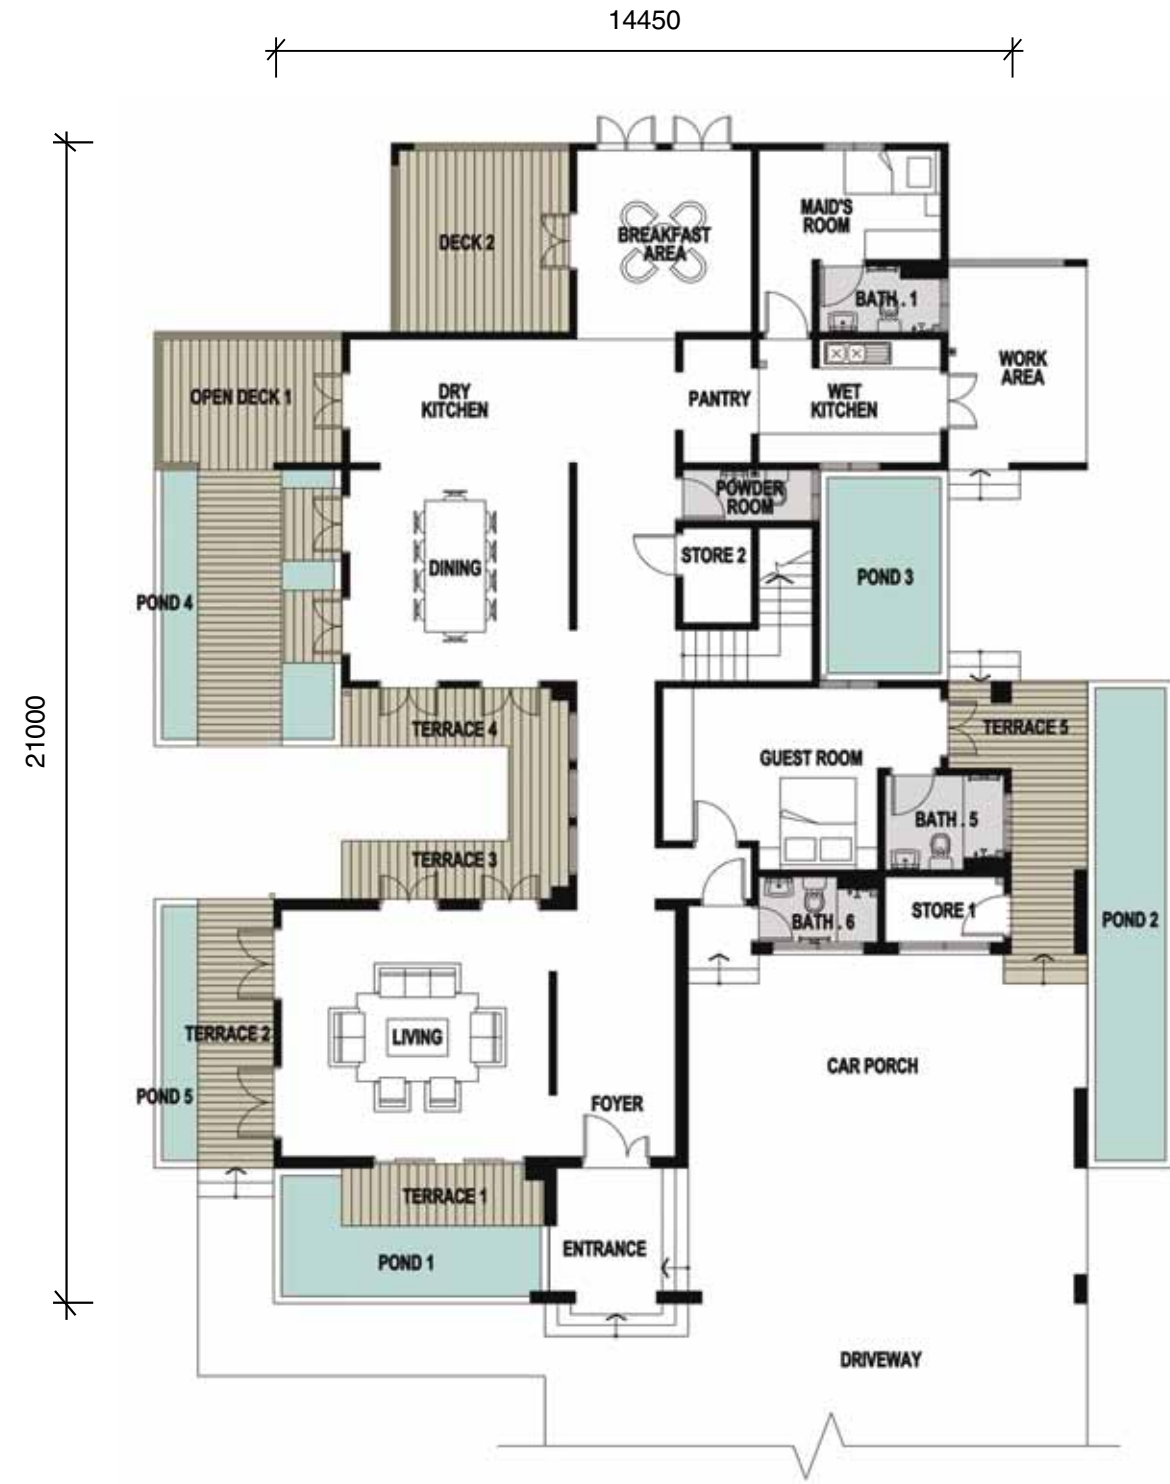 14450
21000
DECK 2
BREAKFAST
AREA
MAID'S
ROOM
BATH . 1
OPEN DECK 1
DRY
KITCHEN
PANTRY
WET
KITCHEN
WORK
AREA
POWDER
ROOM
STORE 2
DINING
POND 3
POND 4
TERRACE 4
GUEST ROOM
TERRACE 5
BATH . 5
TERRACE 3
BATH . 6
STORE 1
POND 2
TERRACE 2
LIVING
CAR PORCH
POND 5
FOYER
TERRACE 1
ENTRANCE
POND 1
DRIVEWAY